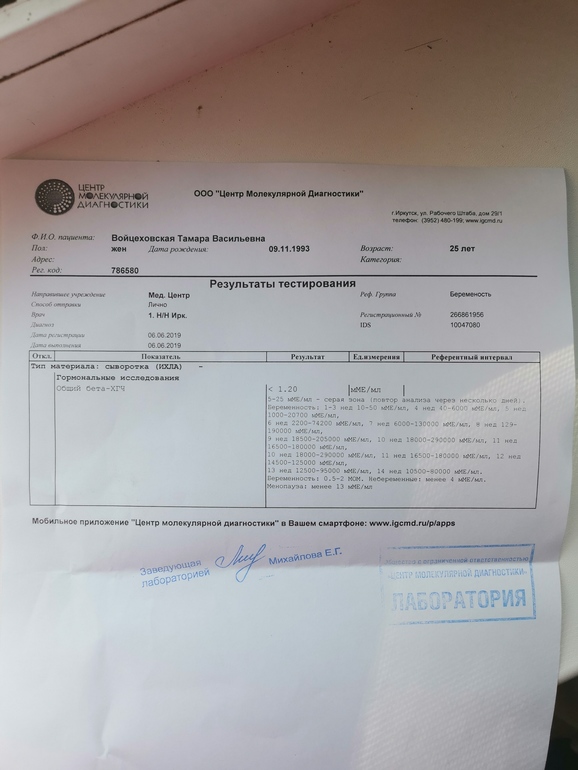 ЦЕНТР
МОЛЕКУЛЯРНОЙ
ДИАГНОСТИКИ
ООО "Центр Молекулярной Диагностики"
г.Иркутск, ул. Рабочего Штаба, дом 29/1
телефон: (3952) 480-199; www.igcmd.ru
Ф.И.О. пациента: Войцеховская Тамара Васильевна
Пол: жен Дата рождения: 09.11.1993 Возраст: 25 лет
Адрес: Категория:
Рег. код: 786580
Результаты тестирования
Направившее учреждение Мед. Центр Реф. Группа Беременность
Способ отправки Лично
Врач 1. Н/Н Ирк. Регистрационный № 266861956
Диагноз IDS 10047080
Дата регистрации 06.06.2019
Дата выполнения 06.06.2019
Откл. Показатель Результат Ед.измерения Референтный интервал
Тип материала: сыворотка (ИХЛА) –
Гормональные исследования
Общий бета-ХГЧ < 1.20 мМЕ/мл
5-25 мМЕ/мл - серая зона (повтор анализа через несколько дней).
Беременность: 1-3 нед 10-50 мМЕ/мл, 4 нед 40-6000 мМЕ/мл, 5 нед
1000-20700 мМЕ/мл,
6 нед 2200-74200 мМЕ/мл, 7 нед 6000-130000 мМЕ/мл, 8 нед 129-
190000 мМЕ/мл,
9 нед 18500-205000 мМЕ/мл, 10 нед 18000-290000 мМЕ/мл, 11 нед
16500-180000 мМЕ/мл,
10 нед 18000-290000 мМЕ/мл, 11 нед 16500-180000 мМЕ/мл, 12 нед
14500-125000 мМЕ/мл,
13 нед 12500-95000 мМЕ/мл, 14 нед 10500-80000 мМЕ/мл.
Беременность: 0,5-2 МОМ. Небеременные: менее 4 мМЕ/мл.
Менопауза: менее 13 мМЕ/мл
Мобильное приложение "Центр молекулярной диагностики" в Вашем смартфоне: www.igcmd.ru/p/apps
Заведующая
лабораторией Михайлова Е.Г.
с ограниченной ответственностью
«ЦЕНТР МОЛЕКУЛЯРНОЙ ДИАГНОСТИКИ»
ЛАБОРАТОРИЯ